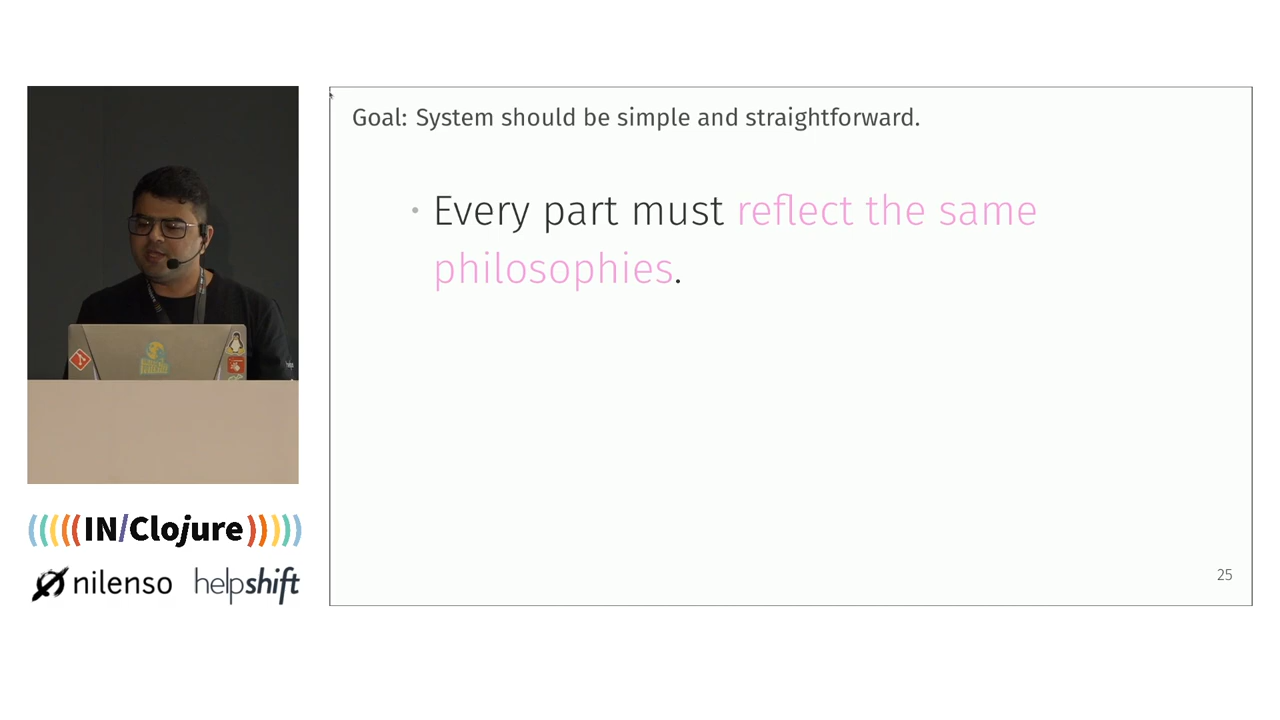 Goal: System should be simple and straightforward.
• Every part must reflect the same
philosophies.
25
(((((IN/Clojure)))))
nilenso helpshift